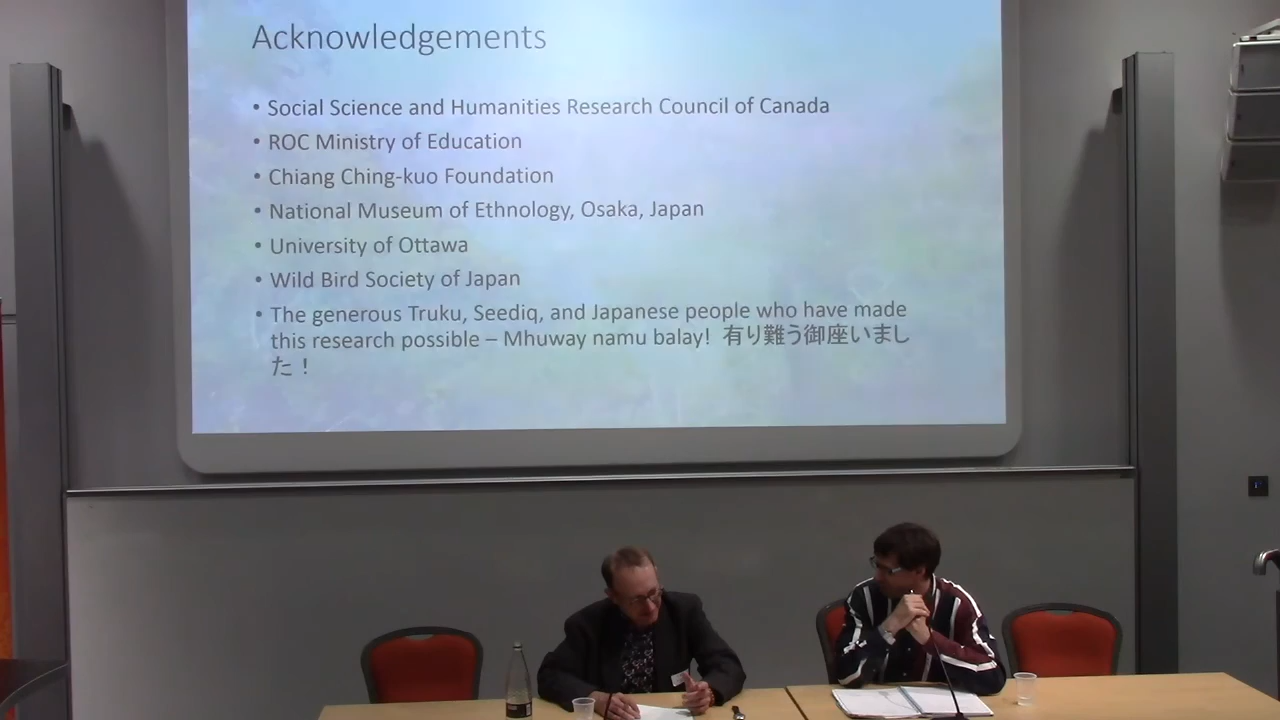 Acknowledgements
• Social Science and Humanities Research Council of Canada
• ROC Ministry of Education
• Chiang Ching-kuo Foundation
• National Museum of Ethnology, Osaka, Japan
• University of Ottawa
• Wild Bird Society of Japan
• The generous Truku, Seediq, and Japanese people who have made
this research possible – Mhuway namu balay! 有り難う御座いまし
た！